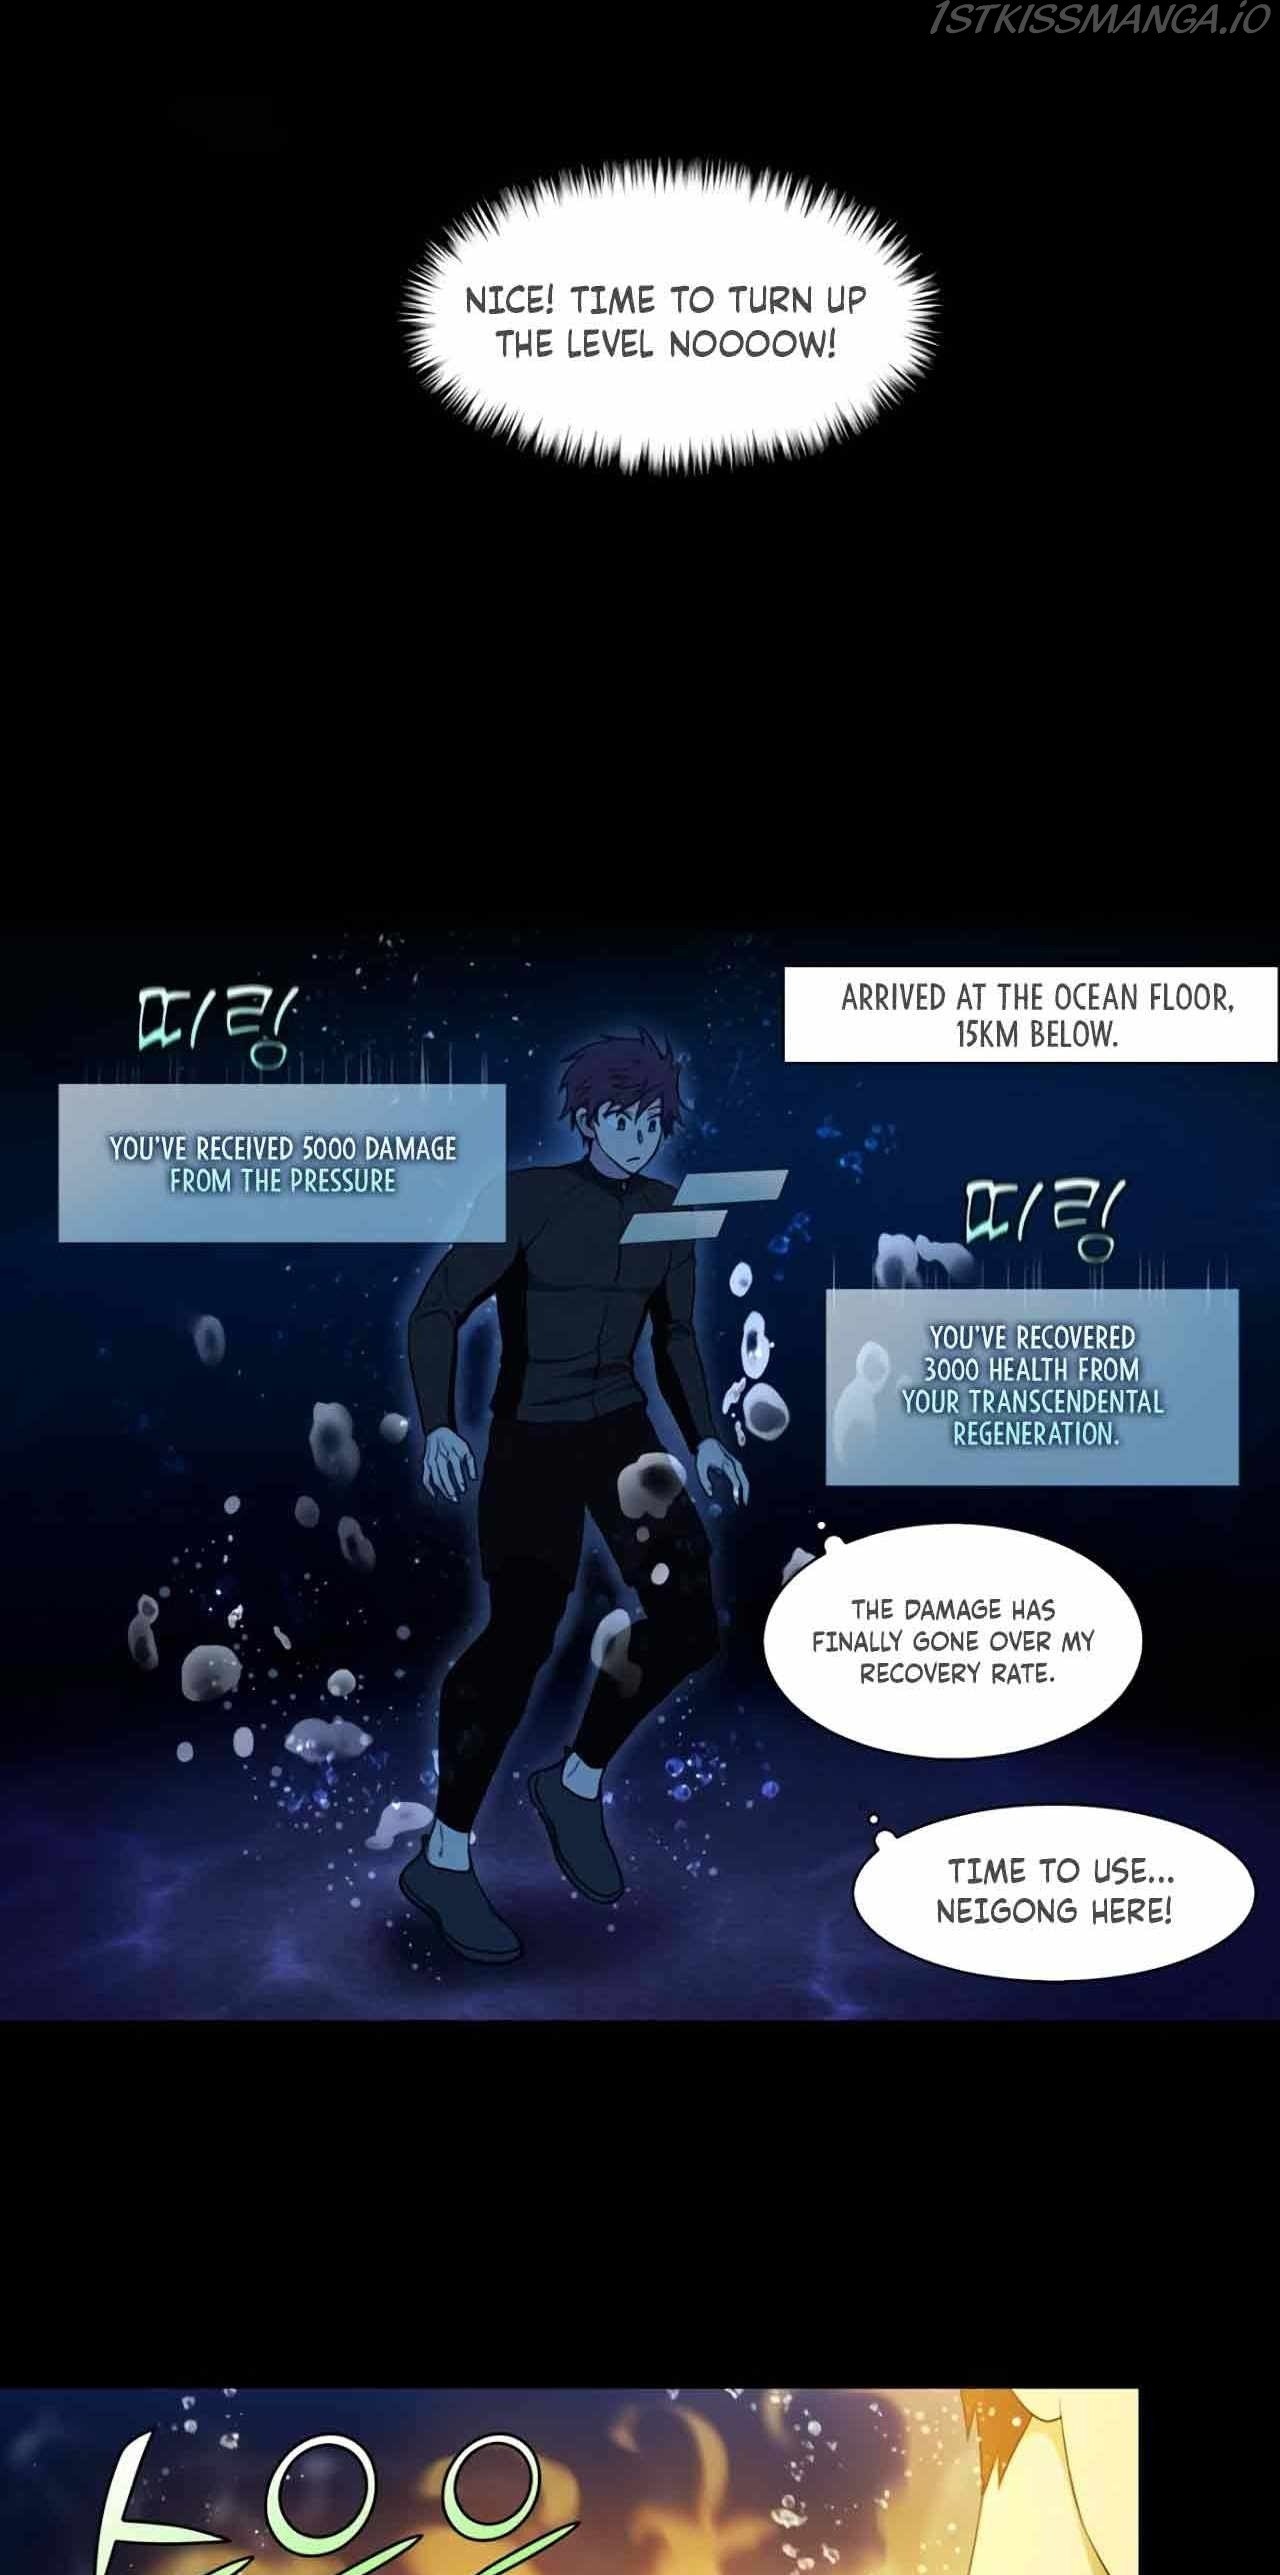 1STKISSMANGA.IO
NICE! TIME TO TURN UP
THE LEVEL NOOOOW!
ARRIVED AT THE OCEAN FLOOR,
15KM BELOW.
띠링
YOU'VE RECEIVED 5000 DAMAGE
FROM THE PRESSURE
띠링
YOU'VE RECOVERED
3000 HEALTH FROM
YOUR TRANSCENDENTAL
REGENERATION.
THE DAMAGE HAS
FINALLY GONE OVER MY
RECOVERY RATE.
TIME TO USE...
NEIGONG HERE!